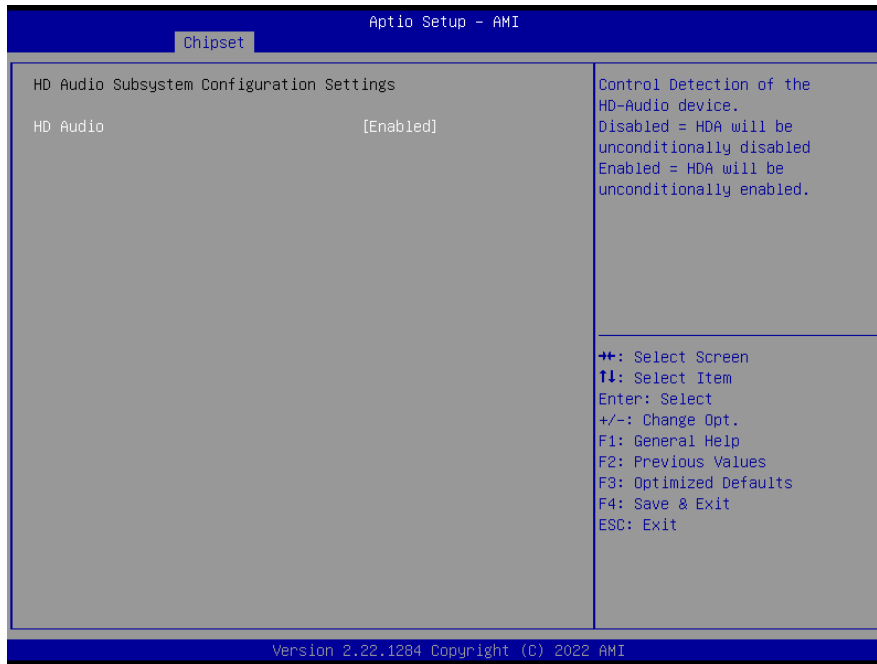 Aptio Setup – AMI
Chipset
HD Audio Subsystem Configuration Settings
HD Audio [Enabled]
Control Detection of the
HD-Audio device.
Disabled = HDA will be
unconditionally disabled
Enabled = HDA will be
unconditionally enabled.
→←: Select Screen
↑↓: Select Item
Enter: Select
+/-: Change Opt.
F1: General Help
F2: Previous Values
F3: Optimized Defaults
F4: Save & Exit
ESC: Exit
Version 2.22.1284 Copyright (C) 2022 AMI